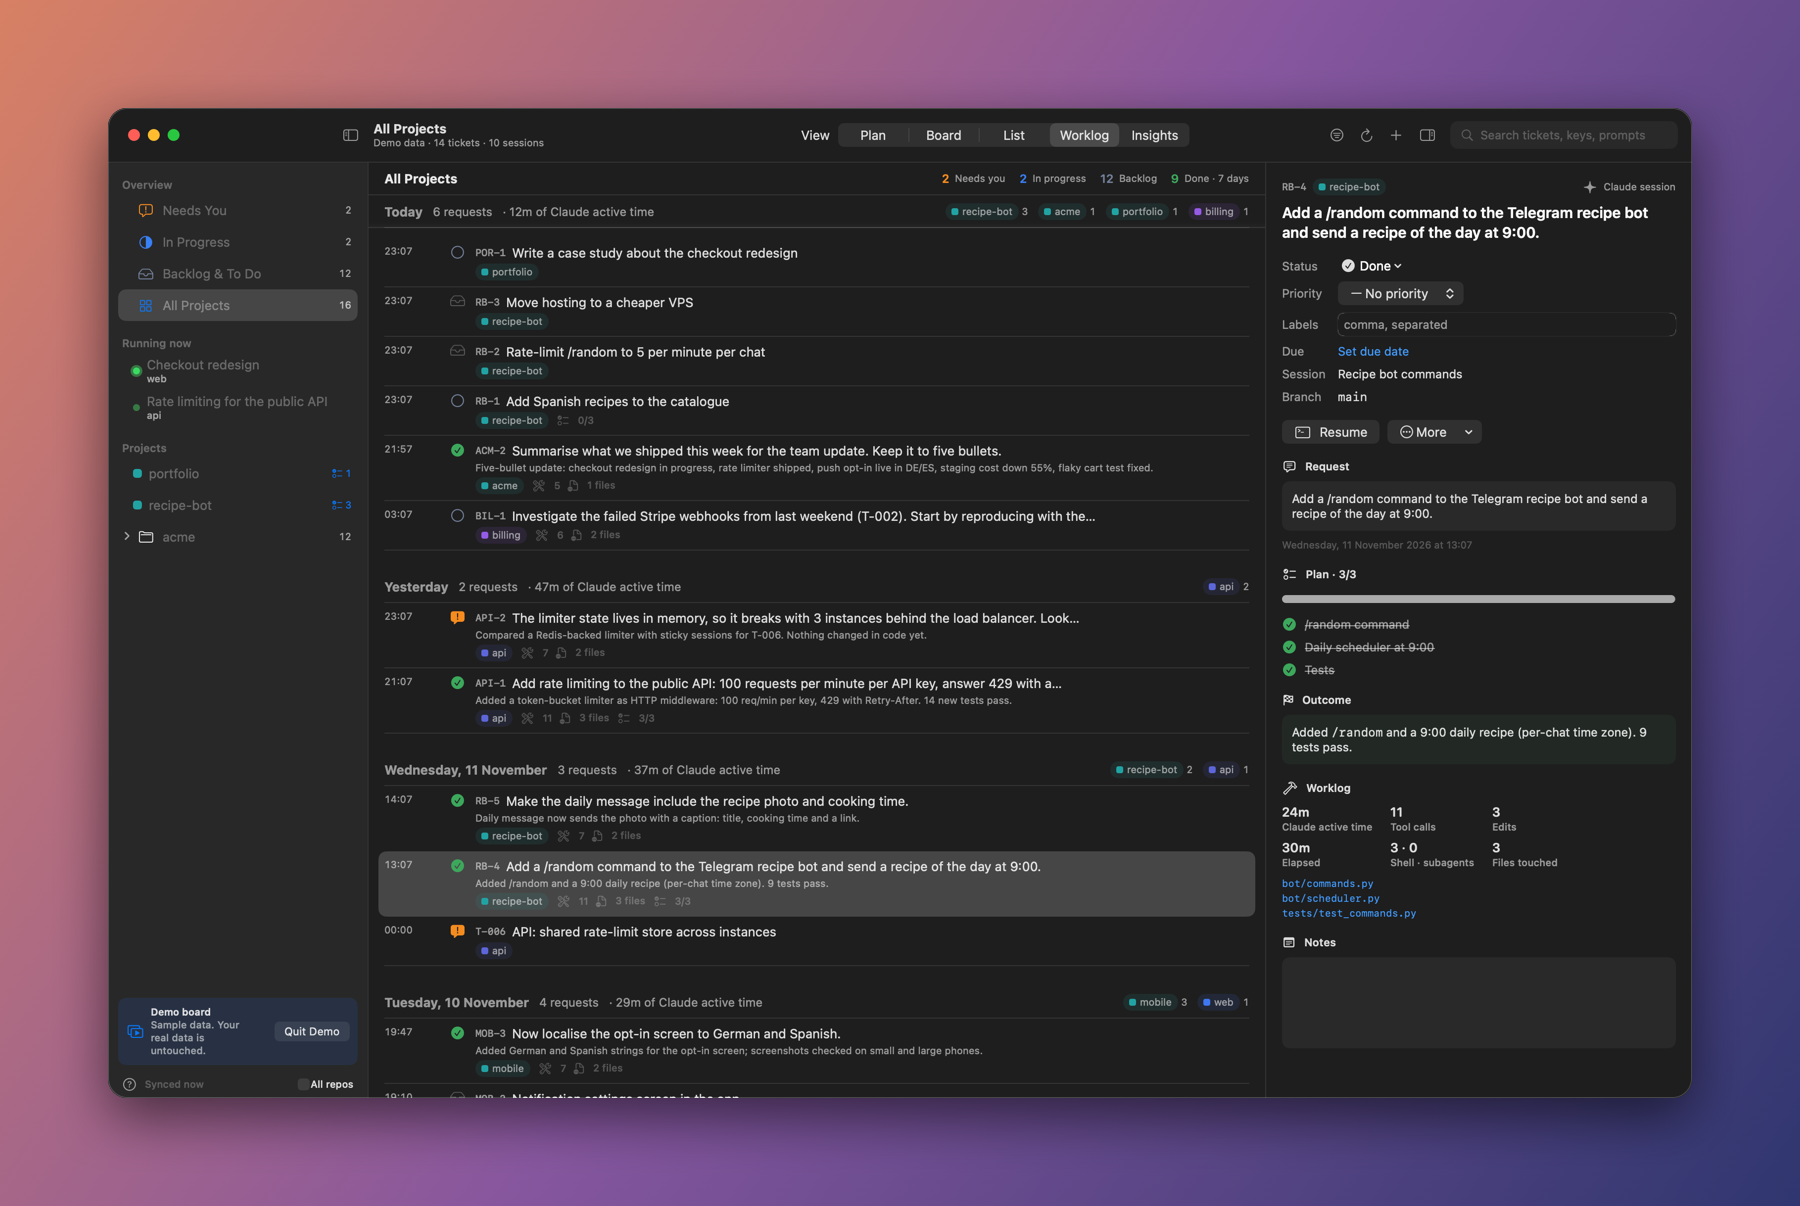 All Projects
Demo data · 14 tickets · 10 sessions
View
Plan
Board
List
Worklog
Insights
Search tickets, keys, prompts
Overview
Needs You 2
In Progress 2
Backlog & To Do 12
All Projects 16
Running now
Checkout redesign
web
Rate limiting for the public API
api
Projects
portfolio 1
recipe-bot 3
acme 12
Demo board
Sample data. Your
real data is
untouched.
Quit Demo
Synced now
All repos
All Projects
2 Needs you 2 In progress 12 Backlog 9 Done · 7 days
Today 6 requests · 12m of Claude active time
recipe-bot 3 acme 1 portfolio 1 billing 1
23:07 POR-1 Write a case study about the checkout redesign
portfolio
23:07 RB-3 Move hosting to a cheaper VPS
recipe-bot
23:07 RB-2 Rate-limit /random to 5 per minute per chat
recipe-bot
23:07 RB-1 Add Spanish recipes to the catalogue
recipe-bot 0/3
21:57 ACM-2 Summarise what we shipped this week for the team update. Keep it to five bullets.
Five-bullet update: checkout redesign in progress, rate limiter shipped, push opt-in live in DE/ES, staging cost down 55%, flaky cart test fixed.
acme 5 1 files
03:07 BIL-1 Investigate the failed Stripe webhooks from last weekend (T-002). Start by reproducing with the...
billing 6 2 files
Yesterday 2 requests · 47m of Claude active time
api 2
23:07 API-2 The limiter state lives in memory, so it breaks with 3 instances behind the load balancer. Look...
Compared a Redis-backed limiter with sticky sessions for T-006. Nothing changed in code yet.
api 7 2 files
21:07 API-1 Add rate limiting to the public API: 100 requests per minute per API key, answer 429 with a...
Added a token-bucket limiter as HTTP middleware: 100 req/min per key, 429 with Retry-After. 14 new tests pass.
api 11 3 files 3/3
Wednesday, 11 November 3 requests · 37m of Claude active time
recipe-bot 2 api 1
14:07 RB-5 Make the daily message include the recipe photo and cooking time.
Daily message now sends the photo with a caption: title, cooking time and a link.
recipe-bot 7 2 files
13:07 RB-4 Add a /random command to the Telegram recipe bot and send a recipe of the day at 9:00.
Added /random and a 9:00 daily recipe (per-chat time zone). 9 tests pass.
recipe-bot 11 3 files 3/3
00:00 T-006 API: shared rate-limit store across instances
api
Tuesday, 10 November 4 requests · 29m of Claude active time
mobile 3 web 1
19:47 MOB-3 Now localise the opt-in screen to German and Spanish.
Added German and Spanish strings for the opt-in screen; screenshots checked on small and large phones.
mobile 7 2 files
19:10 MOB-2 Notification settings screen in the app
RB-4 recipe-bot
Claude session
Add a /random command to the Telegram recipe bot
and send a recipe of the day at 9:00.
Status Done
Priority — No priority
Labels comma, separated
Due Set due date
Session Recipe bot commands
Branch main
Resume
More
Request
Add a /random command to the Telegram recipe bot and send a
recipe of the day at 9:00.
Wednesday, 11 November 2026 at 13:07
Plan · 3/3
/random command
Daily scheduler at 9:00
Tests
Outcome
Added /random and a 9:00 daily recipe (per-chat time zone). 9
tests pass.
Worklog
24m 11 3
Claude active time Tool calls Edits
30m 3 · 0 3
Elapsed Shell · subagents Files touched
bot/commands.py
bot/scheduler.py
tests/test_commands.py
Notes